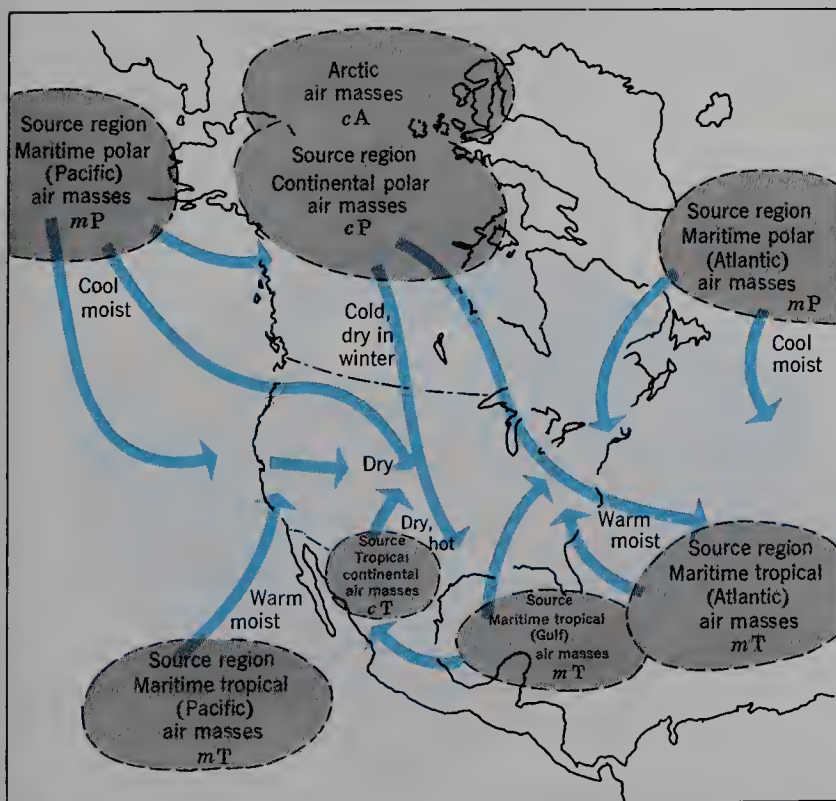 Arctic
air masses
cA
Source region
Continental polar
air masses
cP
Source region
Maritime polar
(Pacific)
air masses
mP
Source region
Maritime polar
(Atlantic)
air masses
mP
Cool
moist
Cold,
dry in
winter
Cool
moist
Dry
Dry,
hot
Warm
moist
Source
Tropical
continental
air masses
cT
Warm
moist
Source
Maritime tropical
(Gulf)
air masses
mT
Source region
Maritime tropical
(Atlantic)
air masses
mT
Source region
Maritime tropical
(Pacific)
air masses
mT